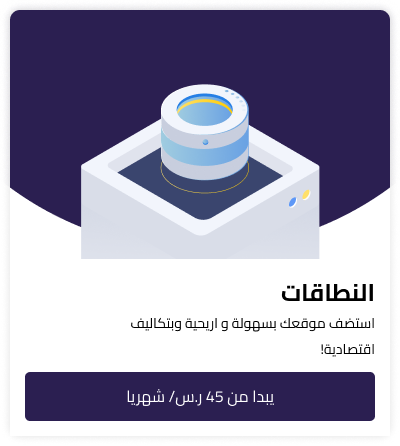 النطاقات
استضف موقعك بسهولة و اريحية وبتكاليف
اقتصادية!
يبدا من 45 ر.س/ شهريا